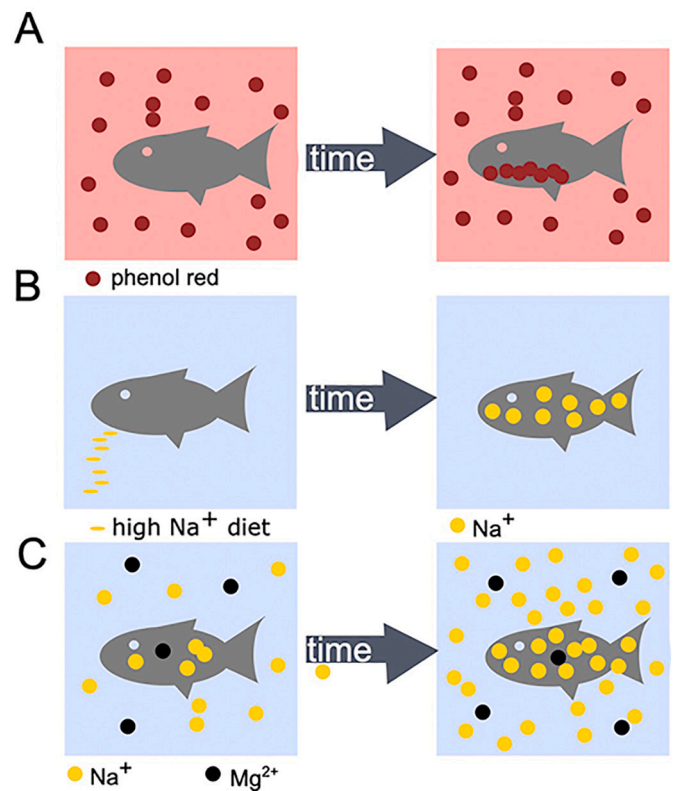 A
time
phenol red
B
time
high Na⁺ diet
Na⁺
C
time
Na⁺
Mg²⁺